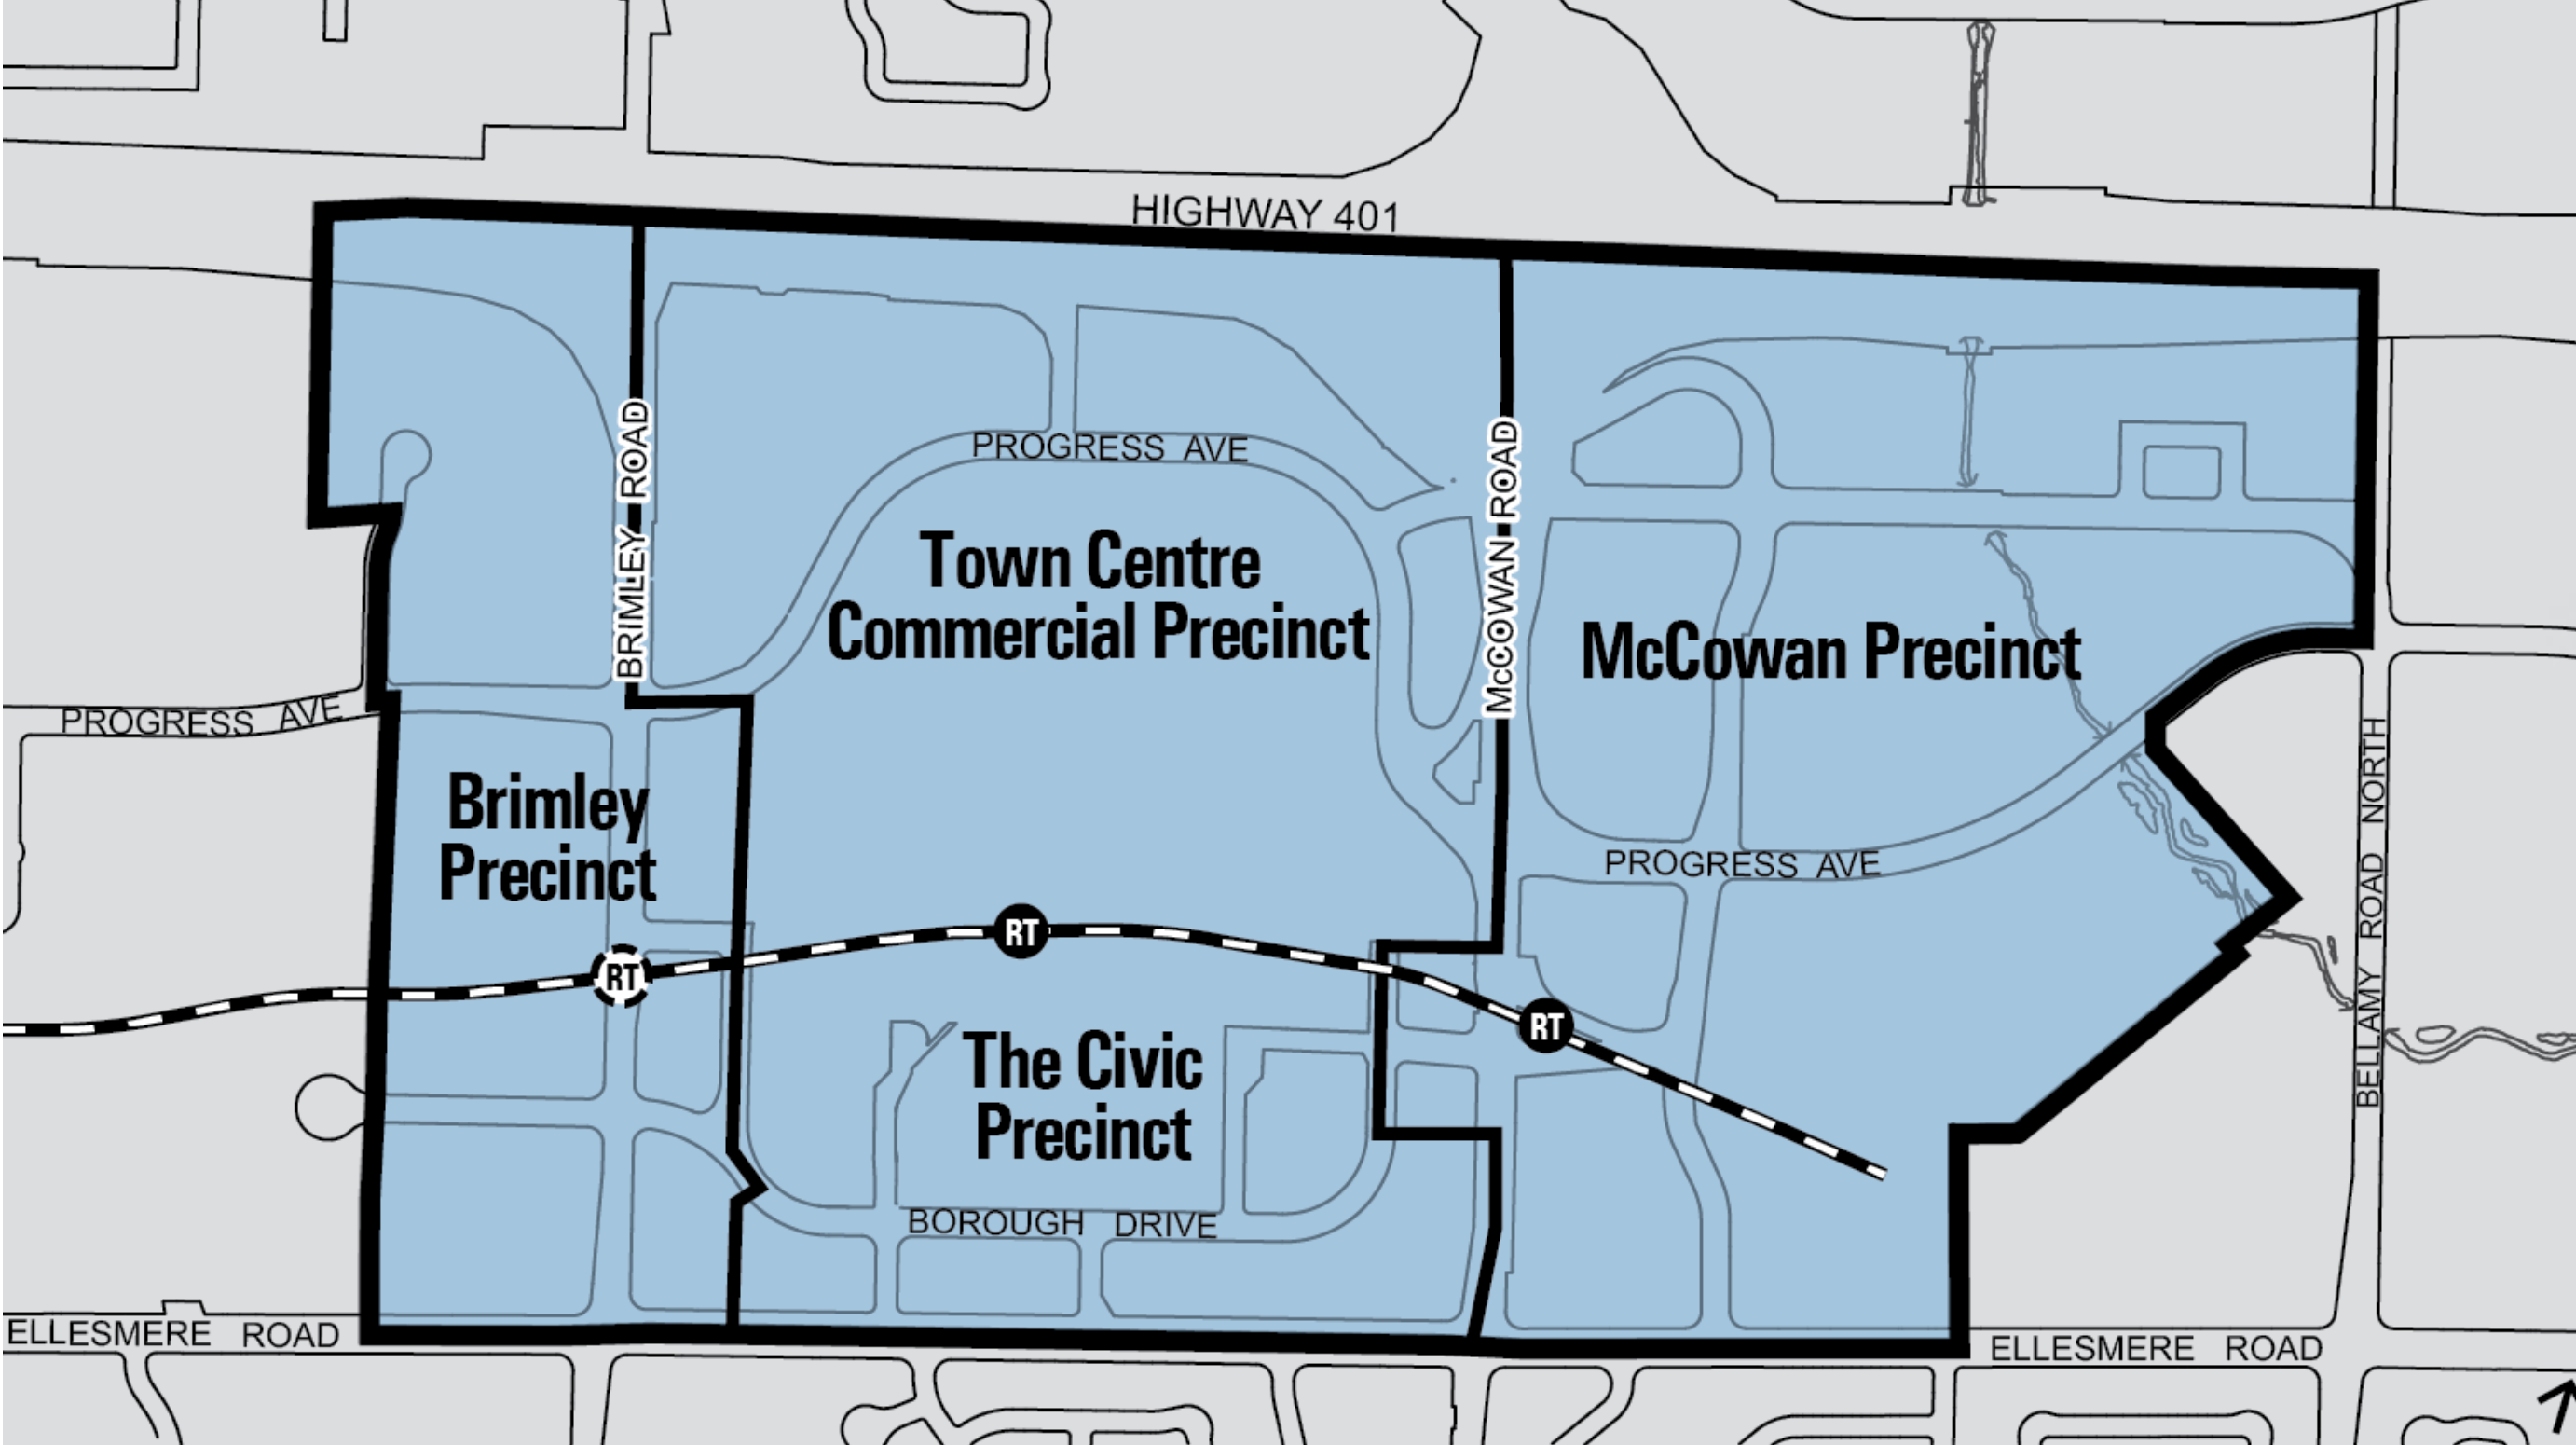 HIGHWAY 401
BRIMLEY ROAD
PROGRESS AVE
McCOWAN ROAD
Town Centre
Commercial Precinct
McCowan Precinct
PROGRESS AVE
Brimley
Precinct
PROGRESS AVE
BELLAMY ROAD NORTH
RT
RT
RT
The Civic
Precinct
BOROUGH DRIVE
ELLESMERE ROAD
ELLESMERE ROAD